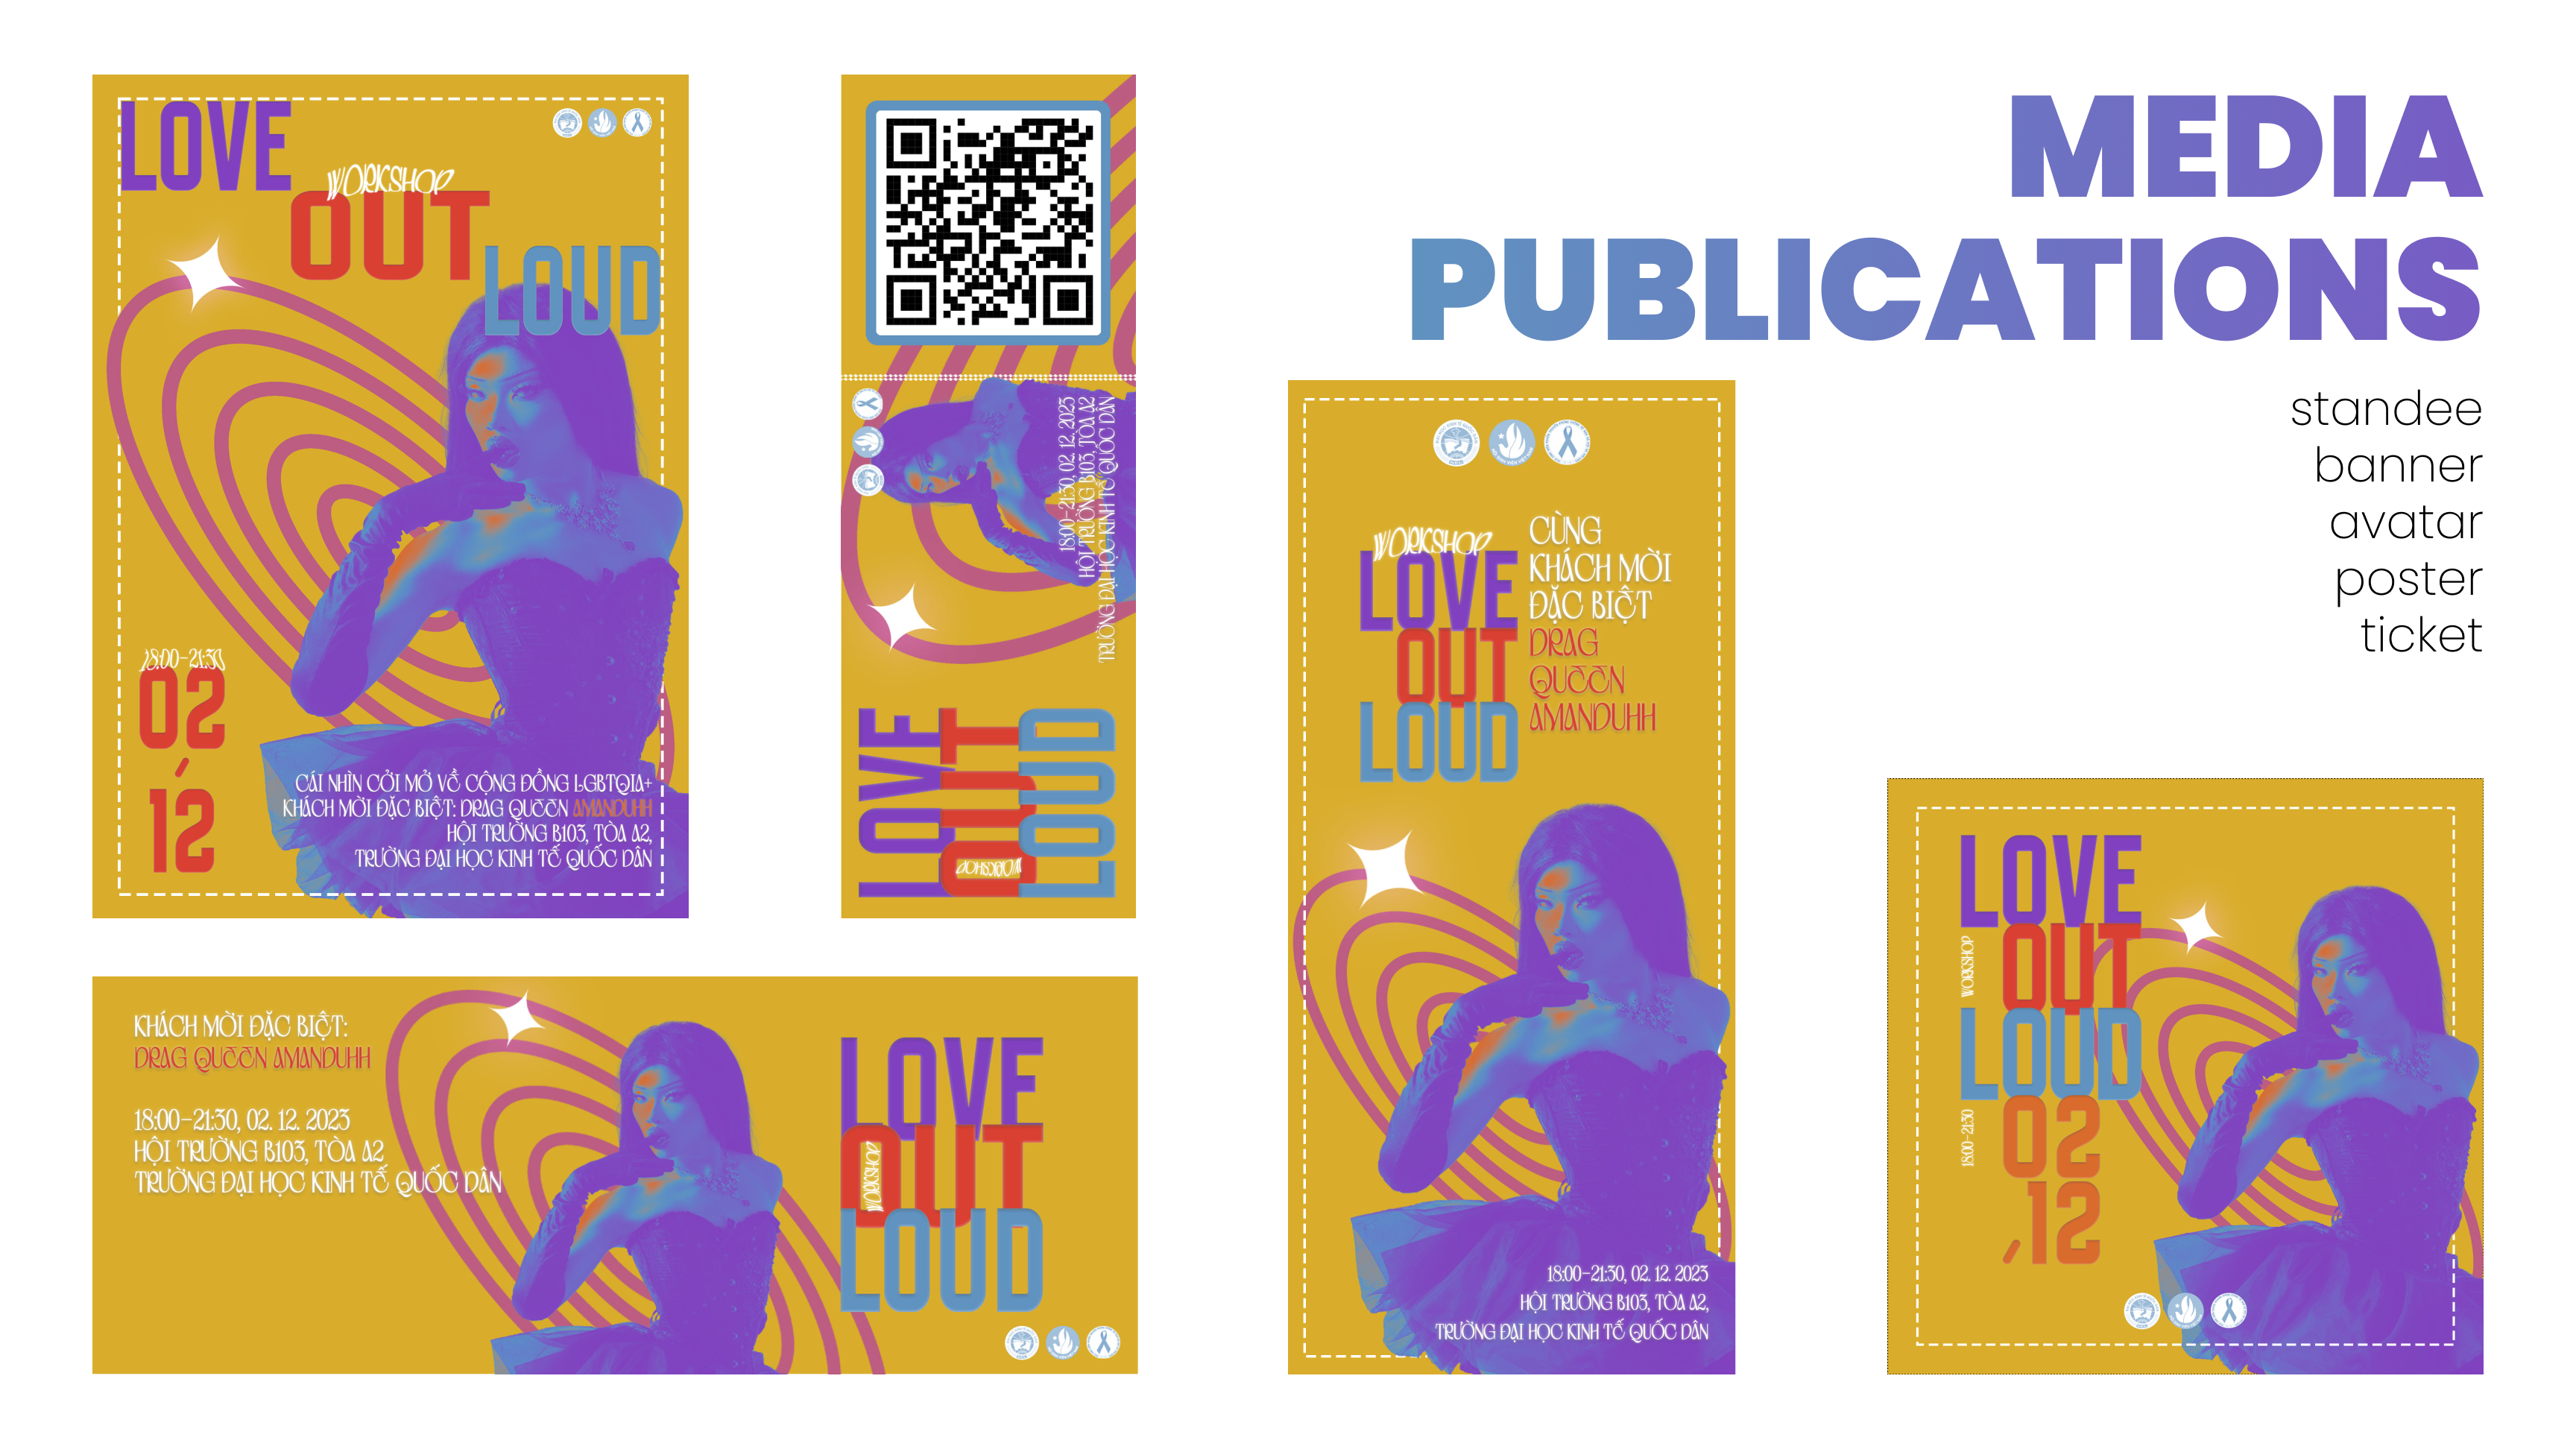 LOVE
WORKSHOP
OUT
LOUD
18:00-21:30
02
/
12
CÁI NHÌN CỞI MỞ VỀ CỘNG ĐỒNG LGBTQIA+
KHÁCH MỜI ĐẶC BIỆT: DRAG QUEEN AMANDUHH
HỘI TRƯỜNG B103, TÒA A2,
TRƯỜNG ĐẠI HỌC KINH TẾ QUỐC DÂN
18:00-21:30, 02. 12. 2023
HỘI TRƯỜNG B103, TÒA A2
TRƯỜNG ĐẠI HỌC KINH TẾ QUỐC DÂN
LOVE
OUT
WORKSHOP
LOUD
MEDIA
PUBLICATIONS
standee
banner
avatar
poster
ticket
WORKSHOP
LOVE
OUT
LOUD
CÙNG
KHÁCH MỜI
ĐẶC BIỆT
DRAG
QUEEN
AMANDUHH
18:00-21:30, 02. 12. 2023
HỘI TRƯỜNG B103, TÒA A2,
TRƯỜNG ĐẠI HỌC KINH TẾ QUỐC DÂN
KHÁCH MỜI ĐẶC BIỆT:
DRAG QUEEN AMANDUHH
18:00-21:30, 02. 12. 2023
HỘI TRƯỜNG B103, TÒA A2
TRƯỜNG ĐẠI HỌC KINH TẾ QUỐC DÂN
LOVE
OUT
WORKSHOP
LOUD
LOVE
WORKSHOP
OUT
LOUD
18:00-21:30
02
/12